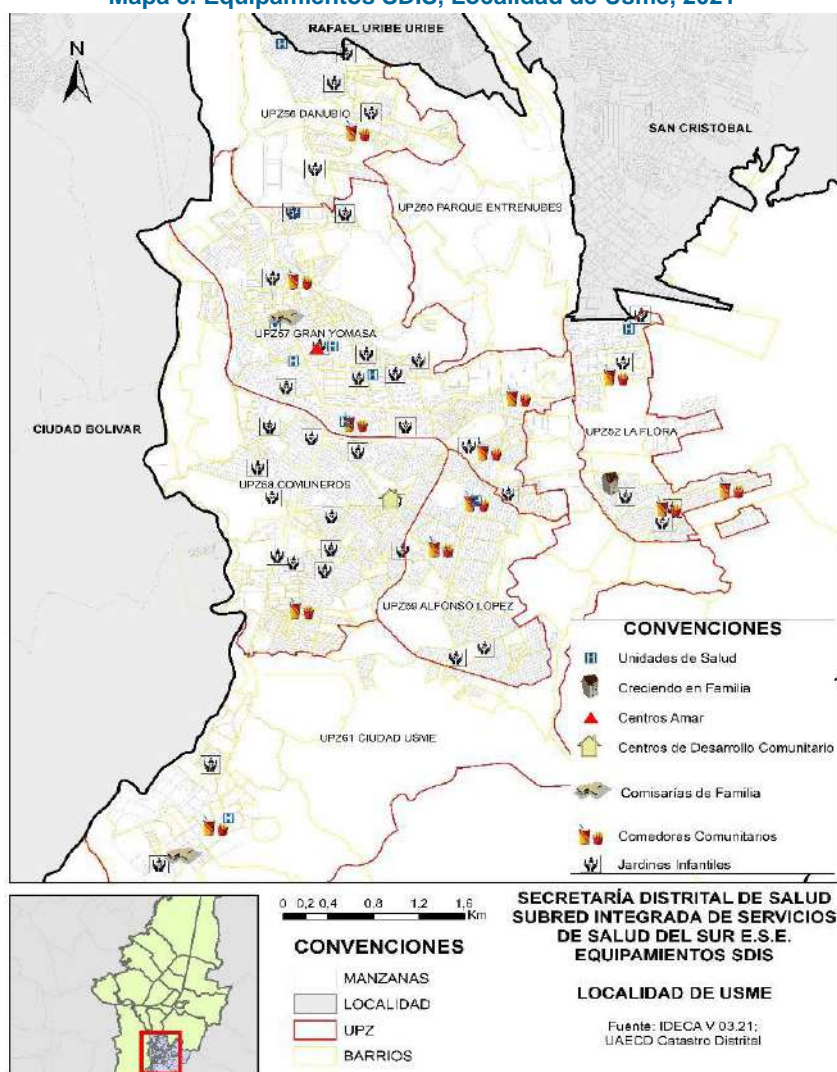 Mapa 8. Equipamientos SDIS, Localidad de Usme, 2021
RAFAEL URIBE URIBE
N
UPZ56 DANUBIO
SAN CRISTÓBAL
UPZ60 PARQUE ENTRENUBES
UPZ57 GRAN YOMASA
CIUDAD BOLIVAR
UPZ52 LA FLORA
UPZ58 COMUNEROS
UPZ59 ALFONSO LOPEZ
UPZ61 CIUDAD USME
CONVENCIONES
H Unidades de Salud
Creciendo en Familia
Centros Amar
Centros de Desarrollo Comunitario
Comisarías de Familia
Comedores Comunitarios
Jardines Infantiles
0 0,2 0,4 0,8 1,2 1,6
Km
CONVENCIONES
MANZANAS
LOCALIDAD
UPZ
BARRIOS
SECRETARÍA DISTRITAL DE SALUD
SUBRED INTEGRADA DE SERVICIOS
DE SALUD DEL SUR E.S.E.
EQUIPAMIENTOS SDIS
LOCALIDAD DE USME
Fuente: IDECA V 03.21;
UAECD Catastro Distrital